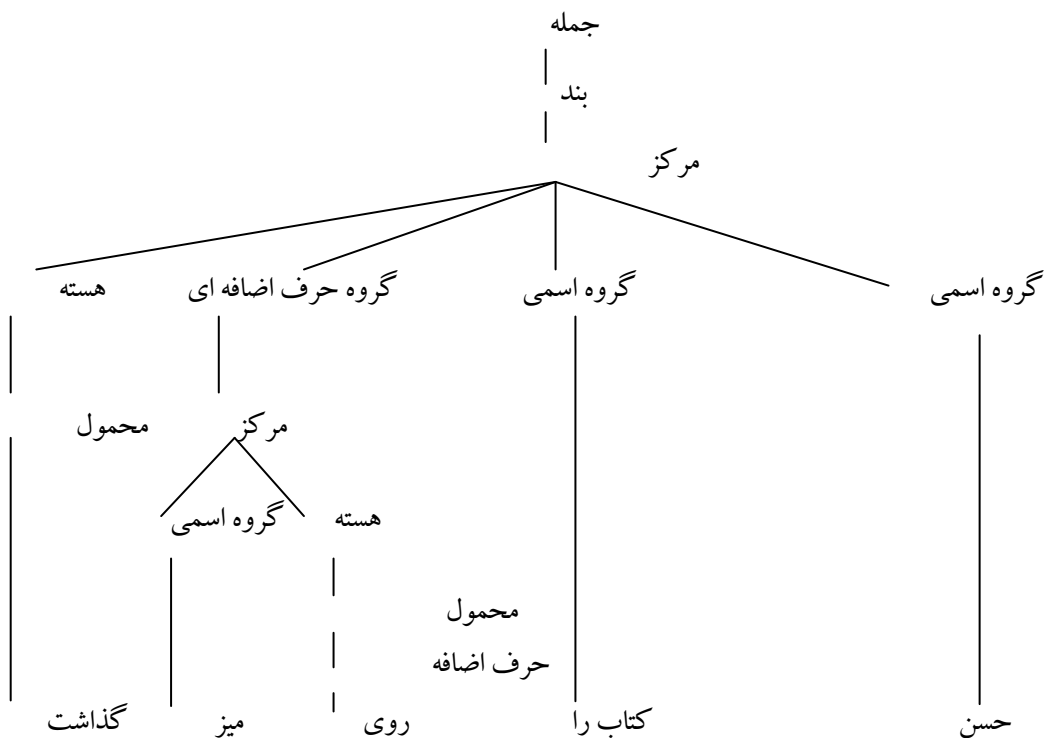 جمله
بند
مرکز
گروه اسمی گروه اسمی گروه حرف اضافه ای هسته
مرکز محمول
هسته گروه اسمی
محمول
حرف اضافه
حسن کتاب را روی میز گذاشت